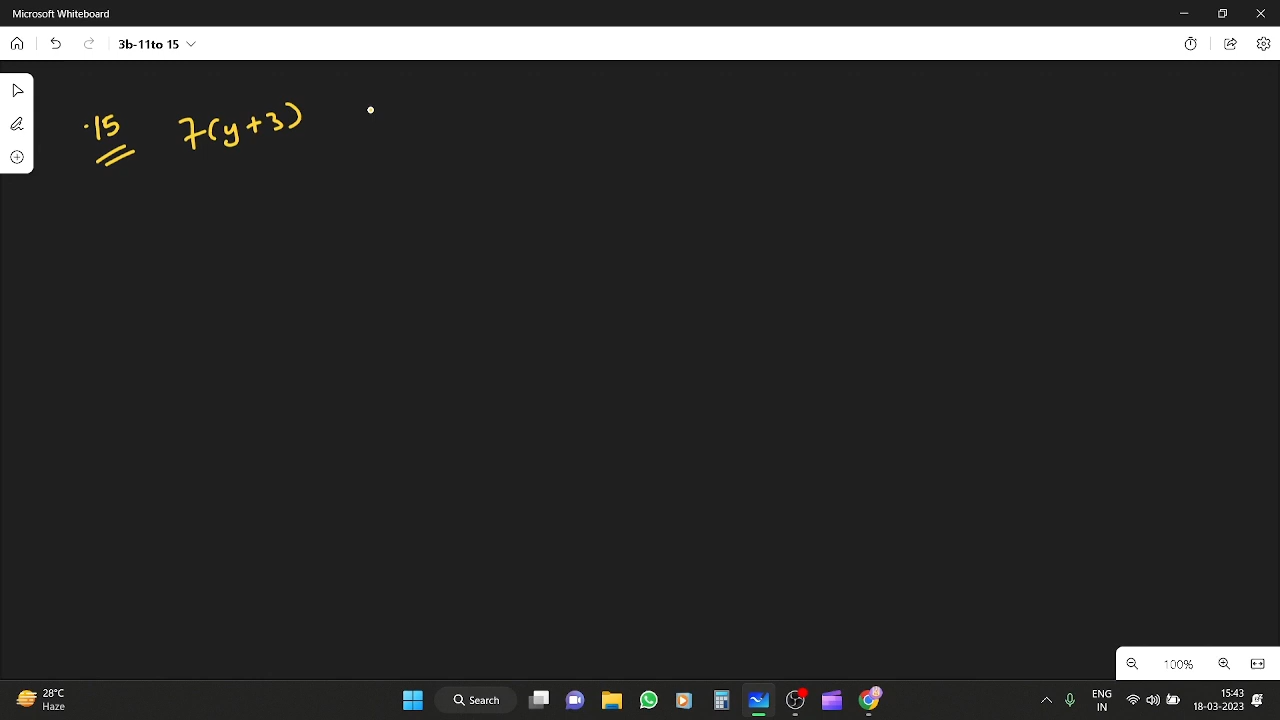 Microsoft Whiteboard
3b-11to 15
.15 7(y+3)
100%
28°C
Haze
Search
ENG
IN
15:43
18-03-2023